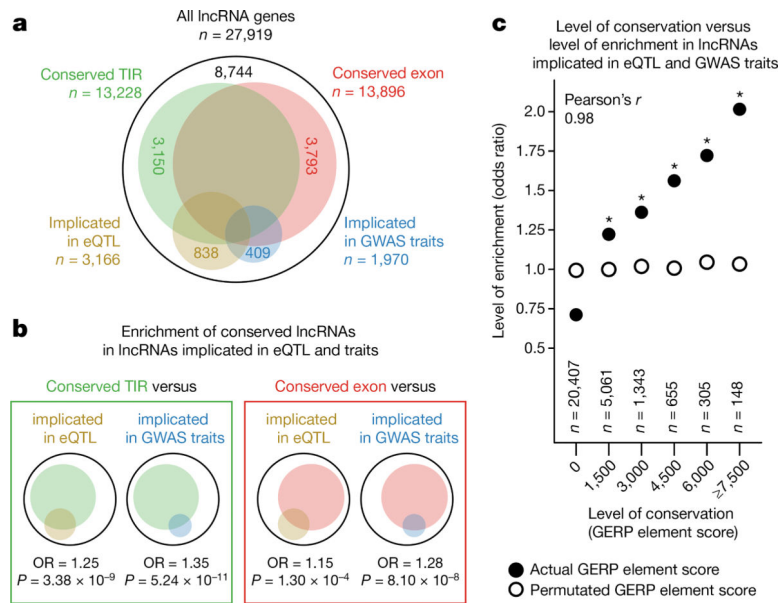 a
All lncRNA genes
n = 27,919
Conserved TIR
n = 13,228
8,744
Conserved exon
n = 13,896
3,150
3,793
Implicated
in eQTL
n = 3,166
838
409
Implicated
in GWAS traits
n = 1,970
b
Enrichment of conserved lncRNAs
in lncRNAs implicated in eQTL and traits
Conserved TIR versus
implicated
in eQTL
implicated
in GWAS traits
OR = 1.25
P = 3.38 × 10⁻⁹
OR = 1.35
P = 5.24 × 10⁻¹¹
Conserved exon versus
implicated
in eQTL
implicated
in GWAS traits
OR = 1.15
P = 1.30 × 10⁻⁴
OR = 1.28
P = 8.10 × 10⁻⁸
c
Level of conservation versus
level of enrichment in lncRNAs
implicated in eQTL and GWAS traits
Pearson's r
0.98
Level of enrichment (odds ratio)
2.0
1.75
1.5
1.25
1.0
0.75
0.5
* * * * *
n = 20,407
n = 5,061
n = 1,343
n = 655
n = 305
n = 148
0
1,500
3,000
4,500
6,000
≥7,500
Level of conservation
(GERP element score)
Actual GERP element score
Permutated GERP element score